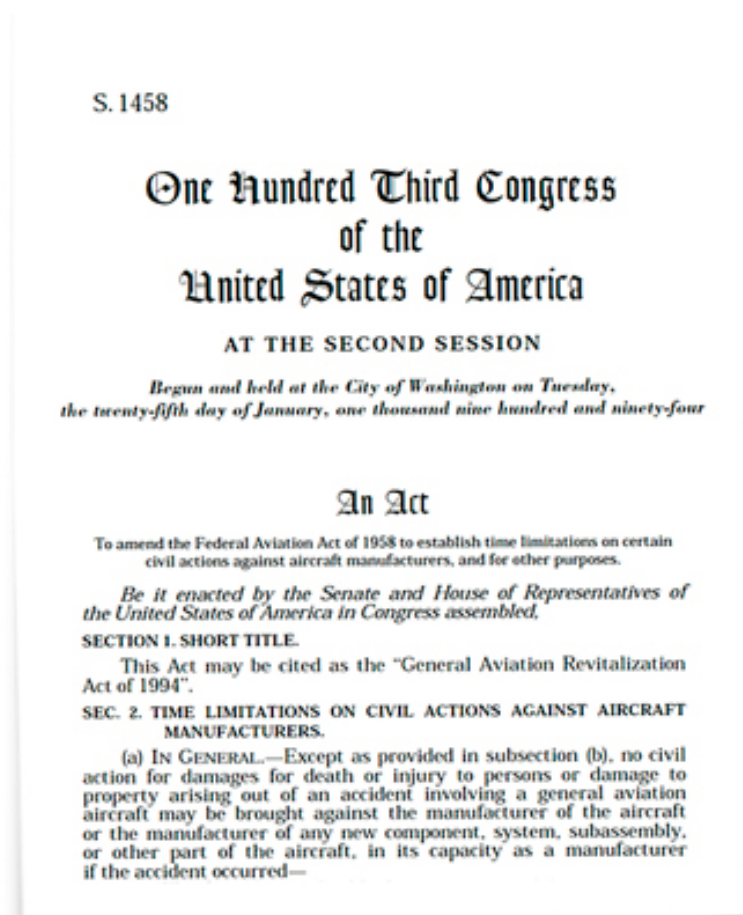 S. 1458
One Hundred Third Congress
of the
United States of America
AT THE SECOND SESSION
Begun and held at the City of Washington on Tuesday,
the twenty-fifth day of January, one thousand nine hundred and ninety-four
An Act
To amend the Federal Aviation Act of 1958 to establish time limitations on certain
civil actions against aircraft manufacturers, and for other purposes.
Be it enacted by the Senate and House of Representatives of
the United States of America in Congress assembled,
SECTION 1. SHORT TITLE.
This Act may be cited as the “General Aviation Revitalization
Act of 1994”.
SEC. 2. TIME LIMITATIONS ON CIVIL ACTIONS AGAINST AIRCRAFT
MANUFACTURERS.
(a) IN GENERAL.—Except as provided in subsection (b), no civil
action for damages for death or injury to persons or damage to
property arising out of an accident involving a general aviation
aircraft may be brought against the manufacturer of the aircraft
or the manufacturer of any new component, system, subassembly,
or other part of the aircraft, in its capacity as a manufacturer
if the accident occurred—